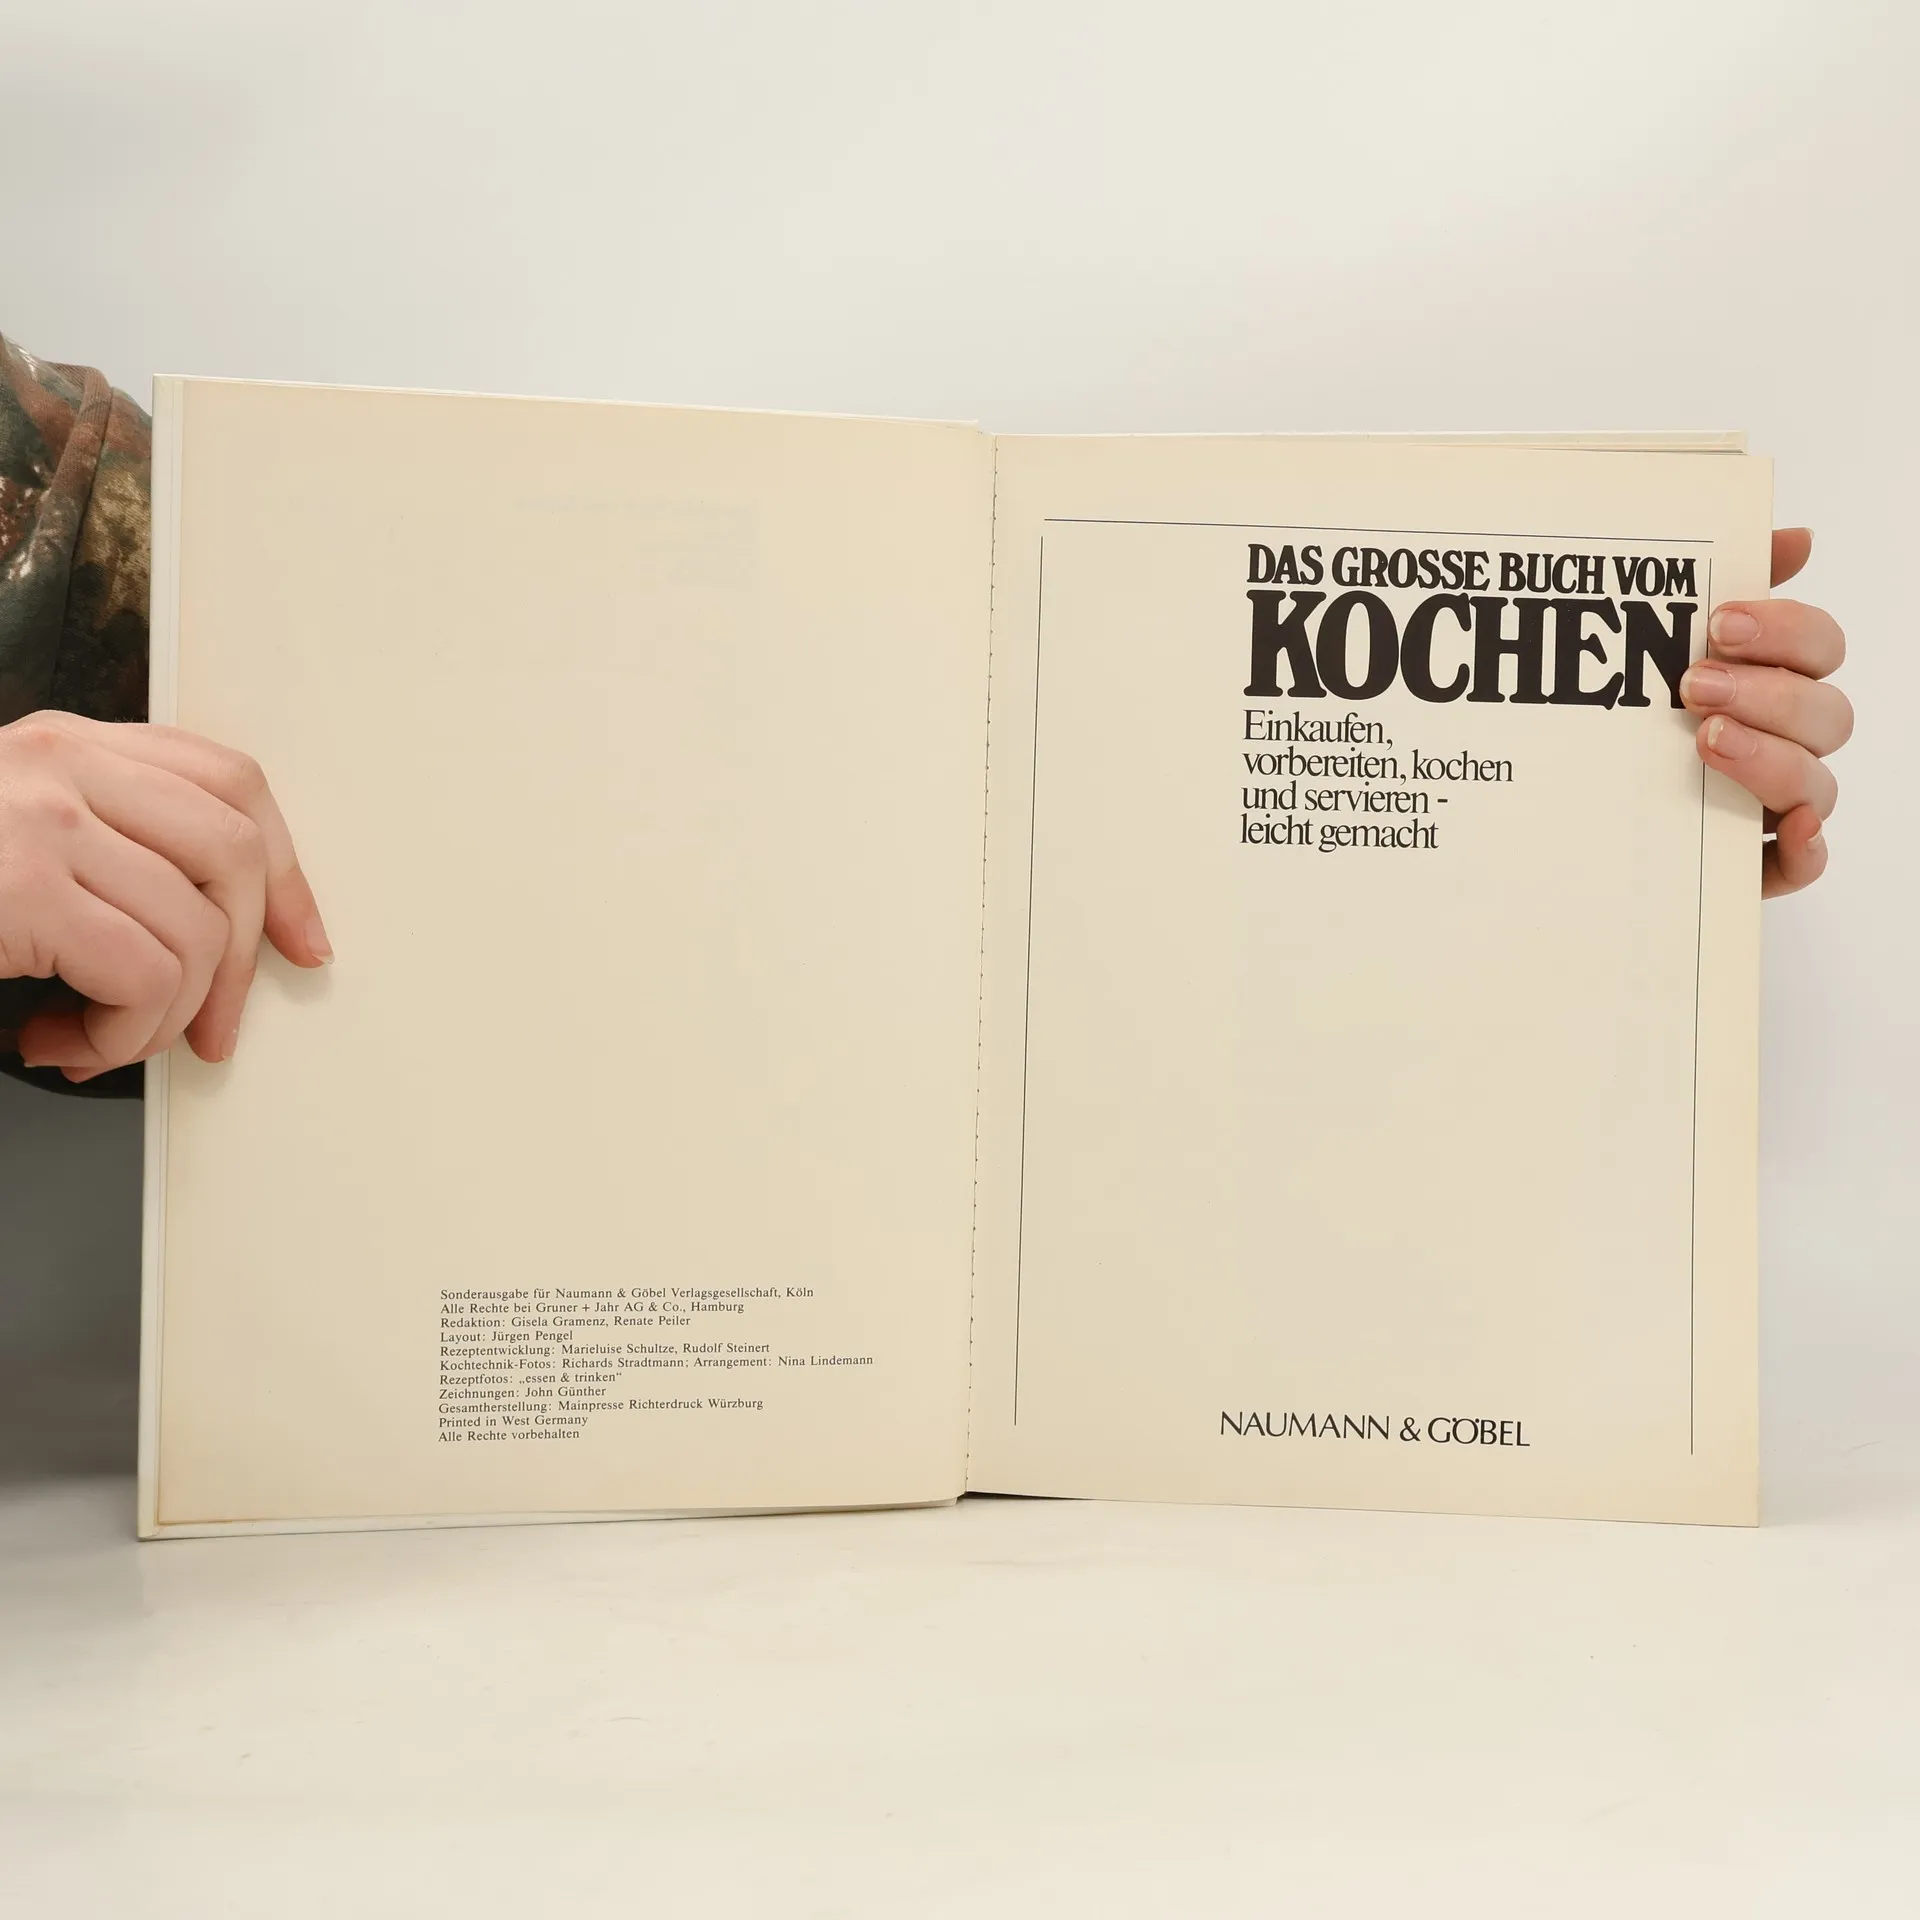 Sonderausgabe für Naumann & Göbel Verlagsgesellschaft, Köln
Alle Rechte bei Gruner + Jahr AG & Co., Hamburg
Redaktion: Gisela Gramenz, Renate Peiler
Layout: Jürgen Pengel
Rezeptentwicklung: Marieluise Schultze, Rudolf Steinert
Kochtechnik-Fotos: Richards Stradtmann; Arrangement: Nina Lindemann
Rezeptfotos: „essen & trinken“
Zeichnungen: John Günther
Gesamtherstellung: Mainpresse Richterdruck Würzburg
Printed in West Germany
Alle Rechte vorbehalten
DAS GROSSE BUCH VOM
KOCHEN
Einkaufen,
vorbereiten, kochen
und servieren -
leicht gemacht
NAUMANN & GÖBEL